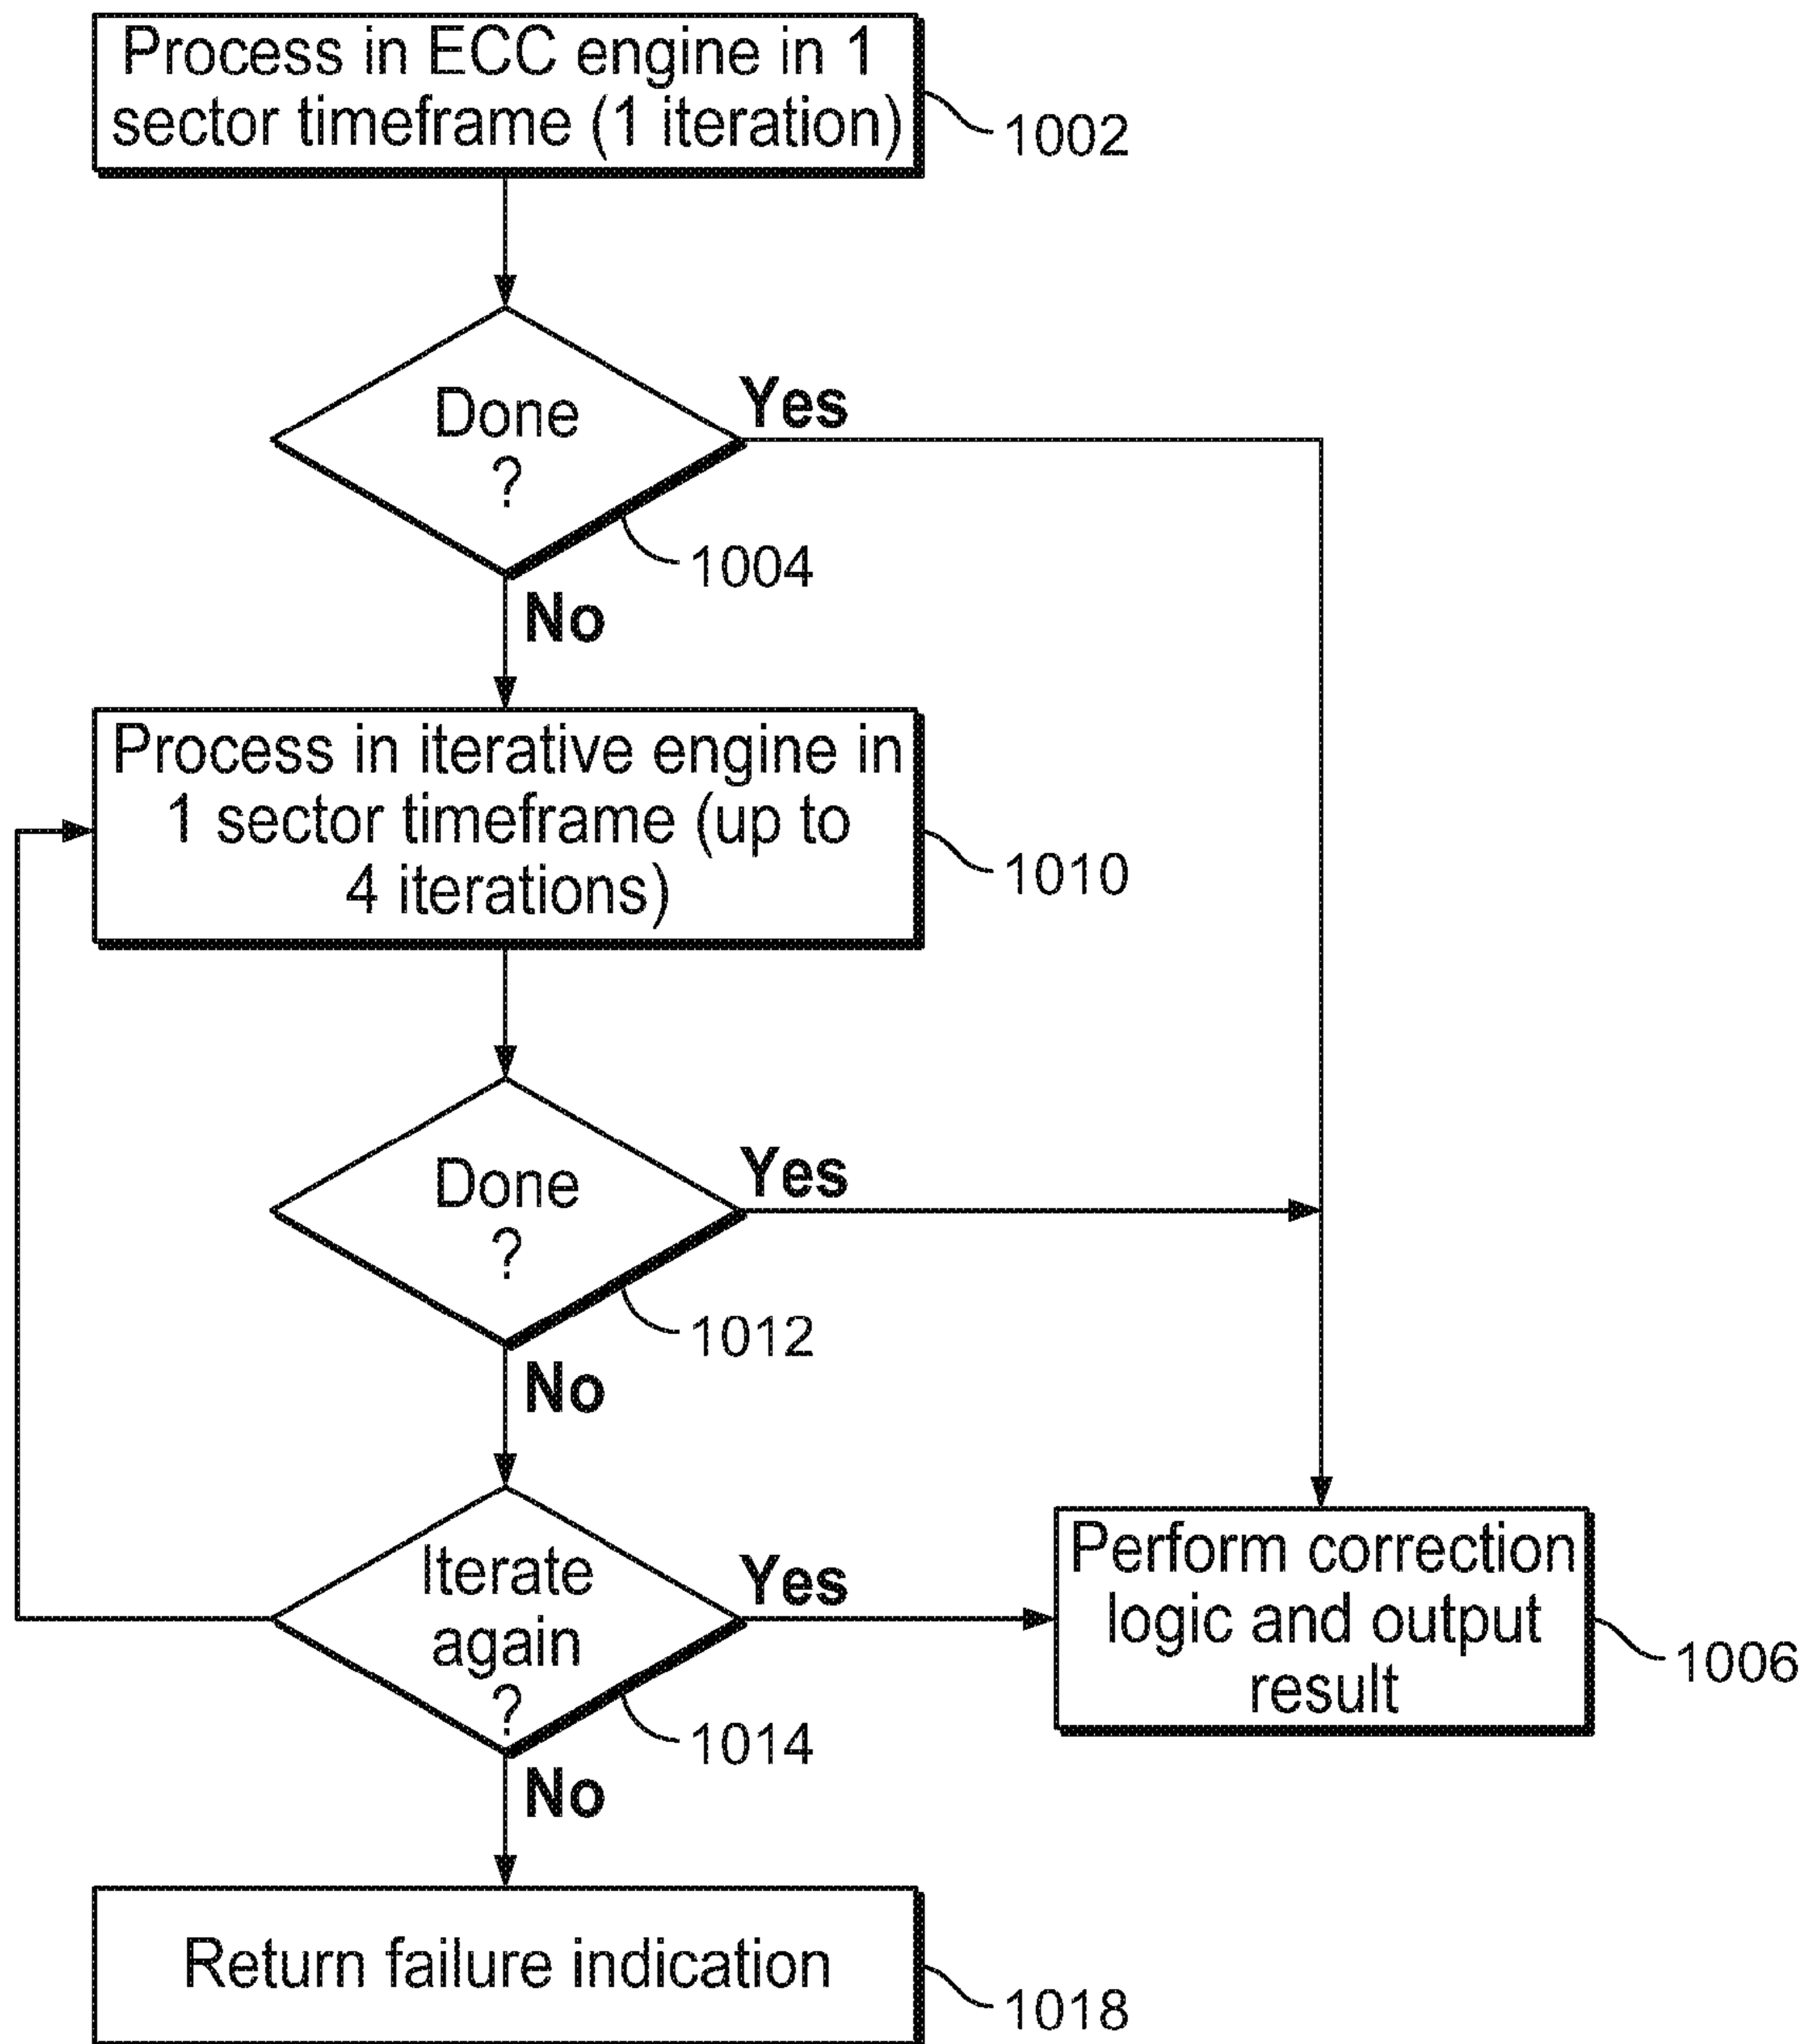 Process in ECC engine in 1
sector timeframe (1 iteration)
1002
Done
?
Yes
1004
No
Process in iterative engine in
1 sector timeframe (up to
4 iterations)
1010
Done
?
Yes
1012
No
Iterate
again
?
Yes
1014
No
Perform correction
logic and output
result
1006
Return failure indication
1018